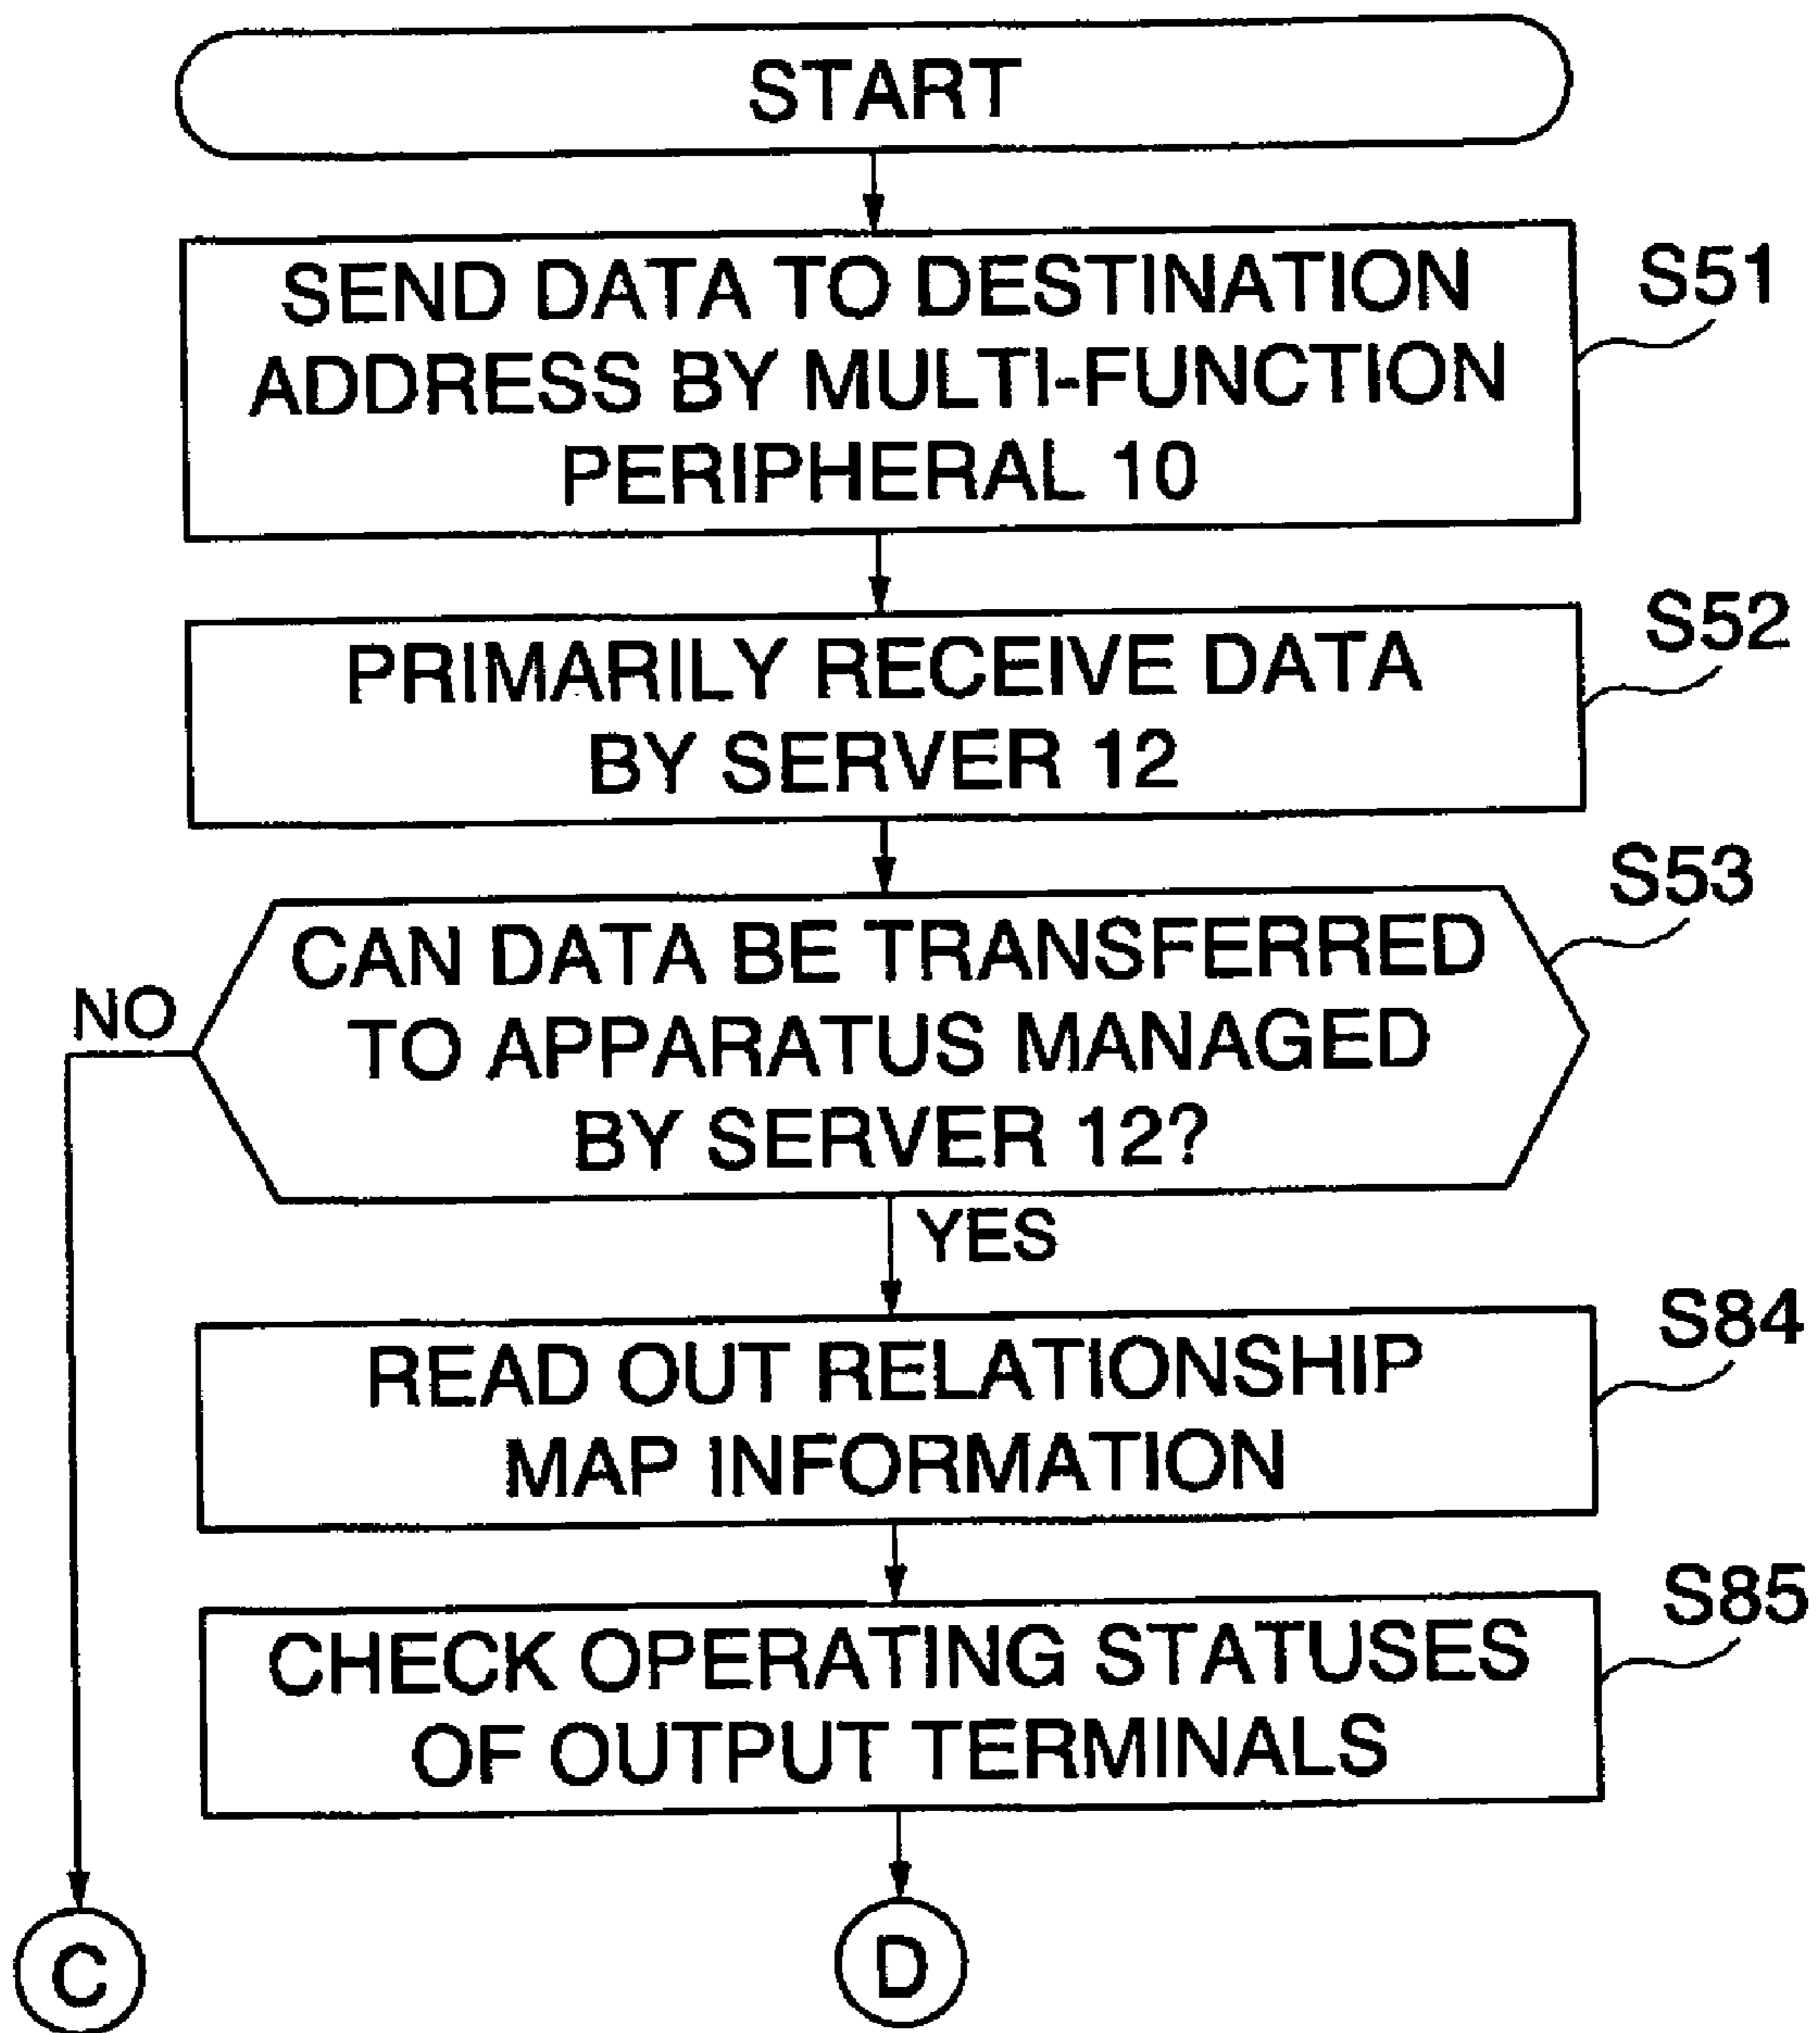 START
SEND DATA TO DESTINATION
ADDRESS BY MULTI-FUNCTION
PERIPHERAL 10
S51
PRIMARILY RECEIVE DATA
BY SERVER 12
S52
CAN DATA BE TRANSFERRED
TO APPARATUS MANAGED
BY SERVER 12?
S53
NO
YES
READ OUT RELATIONSHIP
MAP INFORMATION
S84
CHECK OPERATING STATUSES
OF OUTPUT TERMINALS
S85
C
D